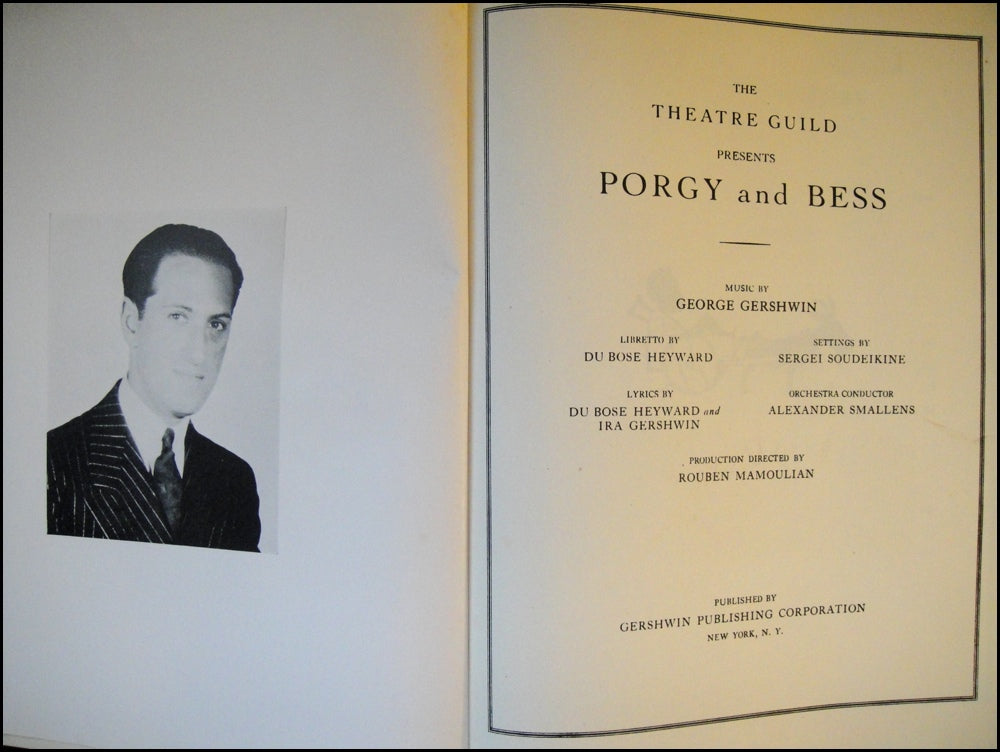 THE
THEATRE GUILD
PRESENTS
PORGY and BESS
MUSIC BY
GEORGE GERSHWIN
LIBRETTO BY
DU BOSE HEYWARD
SETTINGS BY
SERGEI SOUDEIKINE
LYRICS BY
DU BOSE HEYWARD and
IRA GERSHWIN
ORCHESTRA CONDUCTOR
ALEXANDER SMALLENS
PRODUCTION DIRECTED BY
ROUBEN MAMOULIAN
PUBLISHED BY
GERSHWIN PUBLISHING CORPORATION
NEW YORK, N. Y.